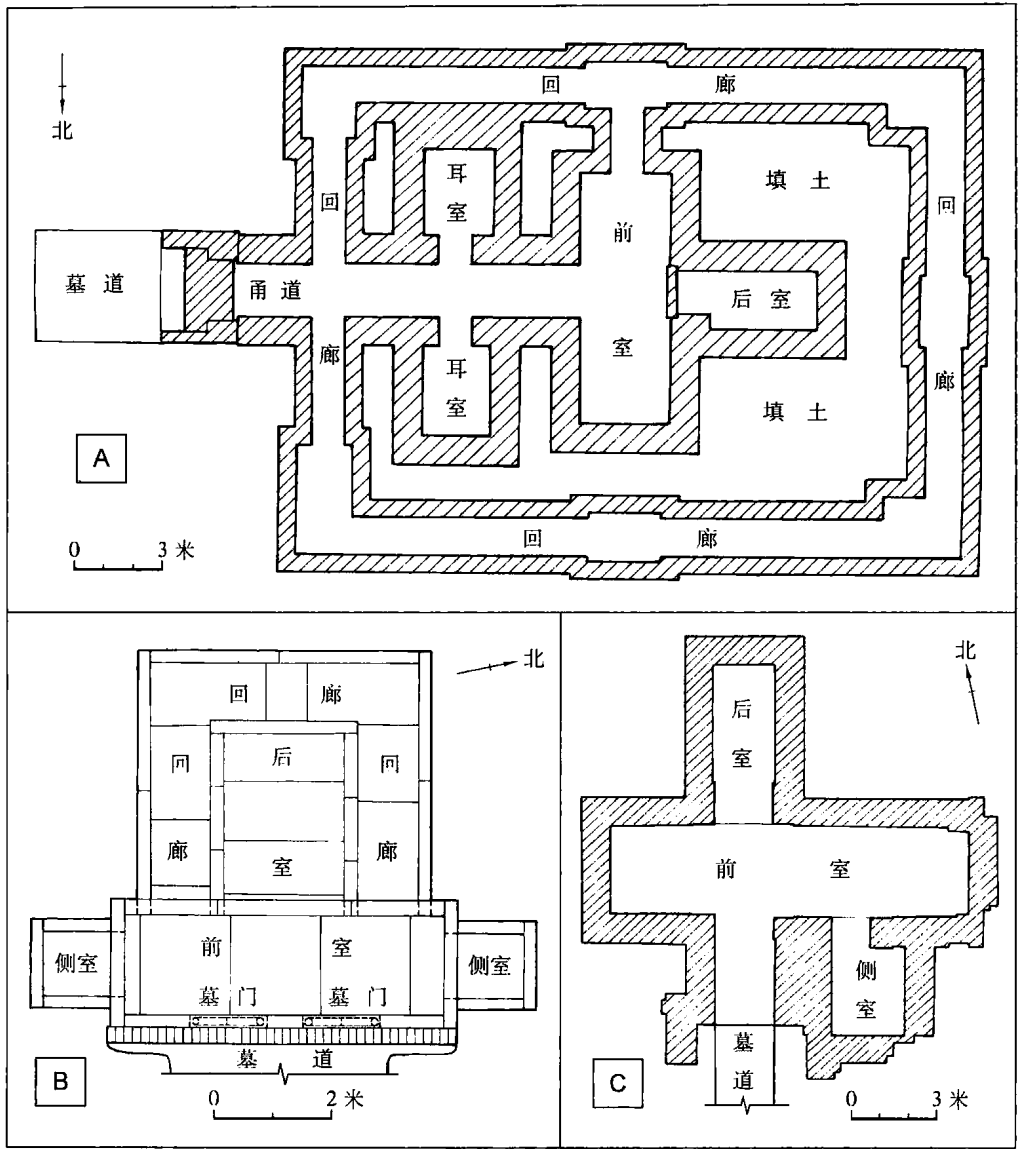 北
回 廊
耳室
回
前
填 土
回
墓 道
甬 道
后 室
廊
耳室
室
填 土
廊
A
0 3 米
回 廊
北
回 廊
回
后
回
廊
室
廊
侧室
前 室
侧室
墓 门
墓 门
墓 道
B
0 2 米
北
后室
前 室
侧室
墓道
C
0 3 米